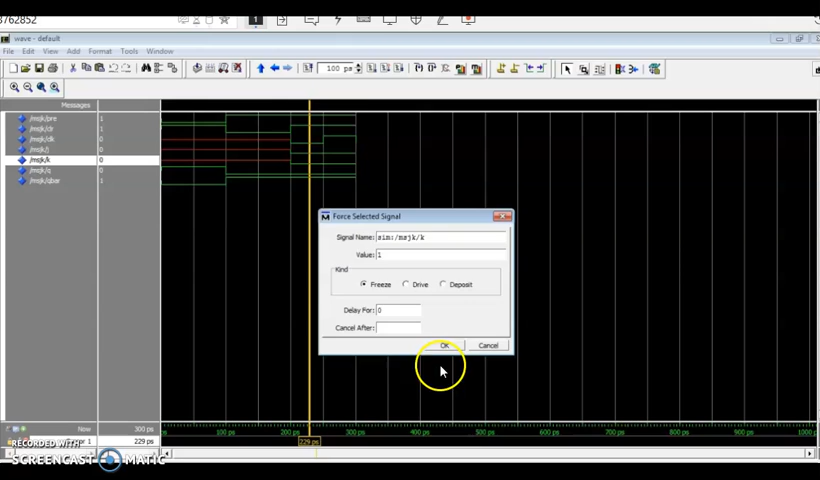 3762852
wave - default
File Edit View Add Format Tools Window
100 ps
Messages
/msjk/pre 1
/msjk/clr 1
/msjk/clk 0
/msjk/j 0
/msjk/k 0
/msjk/q 0
/msjk/qbar 1
Force Selected Signal
Signal Name: sim:/msjk/k
Value: 1
Kind
Freeze Drive Deposit
Delay For: 0
Cancel After:
OK Cancel
Now 300 ps
100 ps 200 ps 300 ps 400 ps 500 ps 600 ps 700 ps 800 ps 900 ps 1000
1 229 ps 229 ps
RECORDED WITH
SCREENCAST MATIC